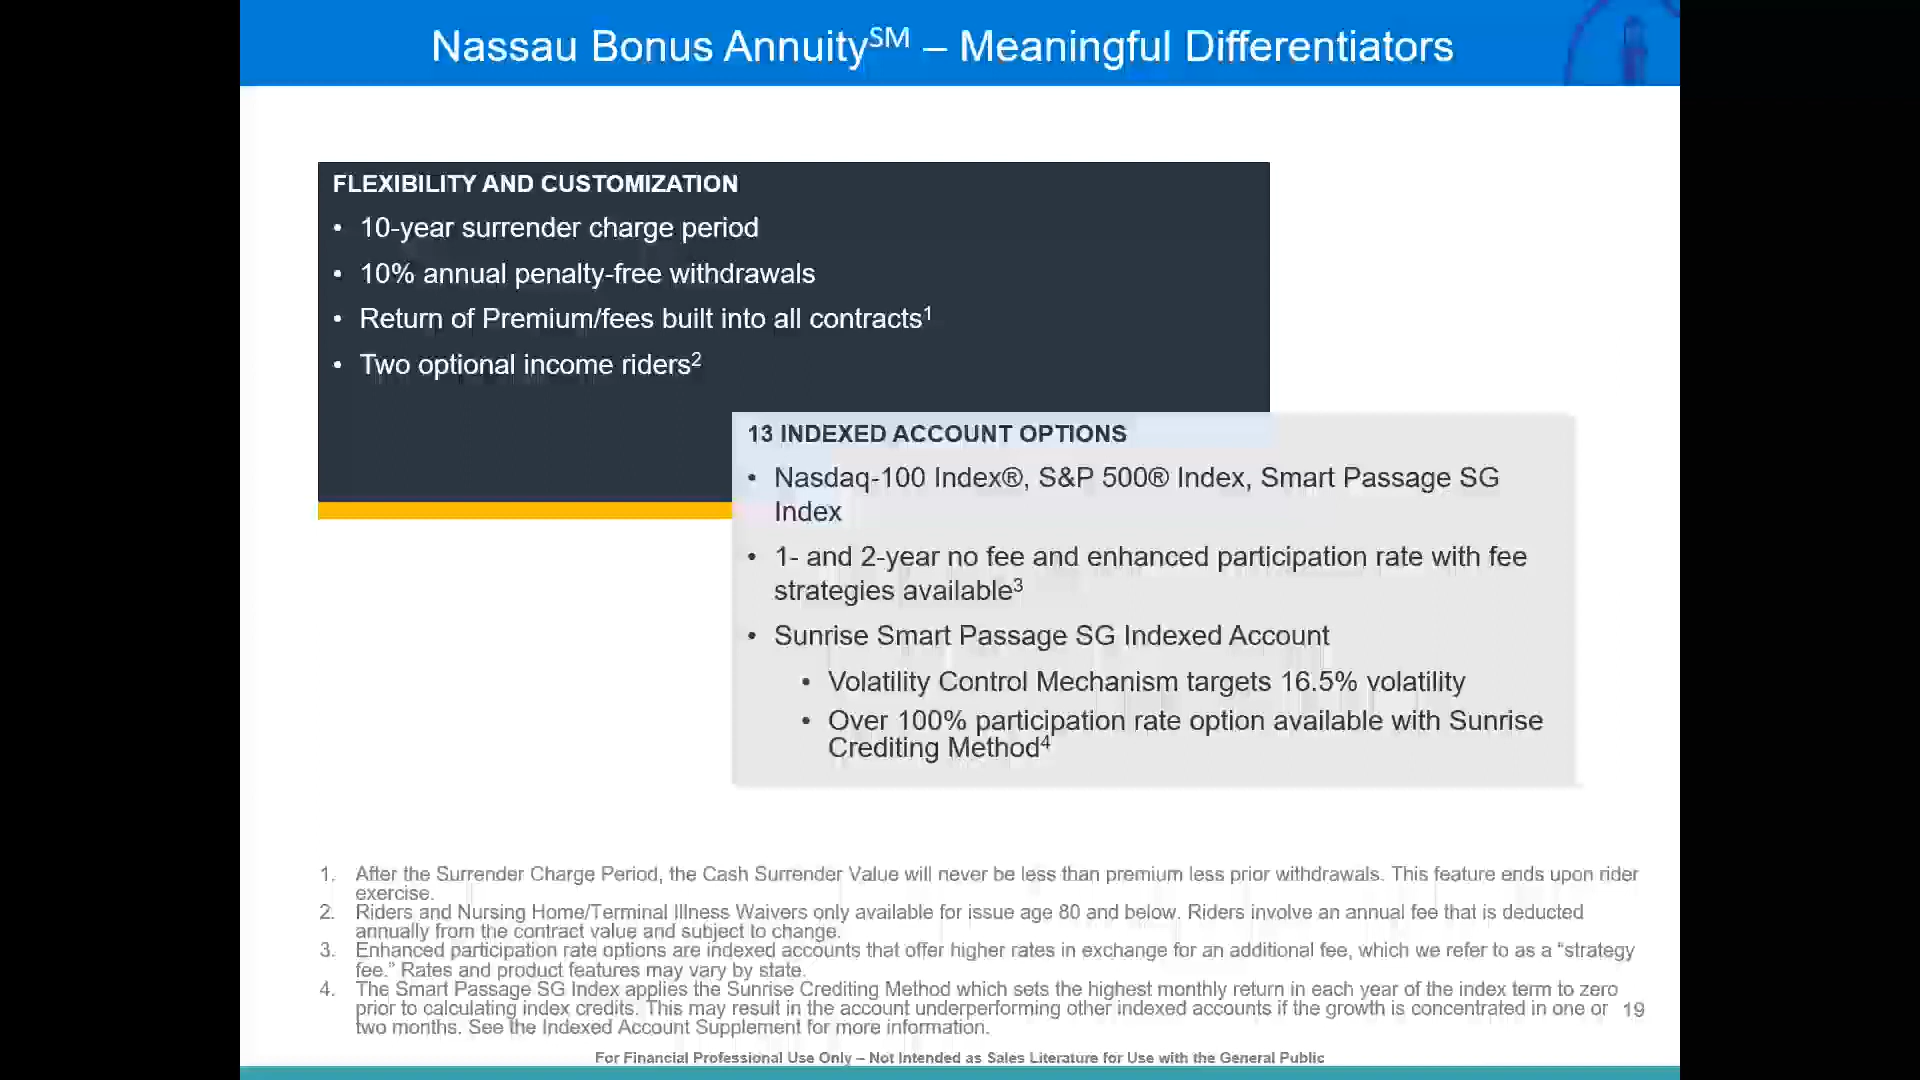 Nassau Bonus Annuity℠ – Meaningful Differentiators
FLEXIBILITY AND CUSTOMIZATION
• 10-year surrender charge period
• 10% annual penalty-free withdrawals
• Return of Premium/fees built into all contracts¹
• Two optional income riders²
13 INDEXED ACCOUNT OPTIONS
• Nasdaq-100 Index®, S&P 500® Index, Smart Passage SG
Index
• 1- and 2-year no fee and enhanced participation rate with fee
strategies available³
• Sunrise Smart Passage SG Indexed Account
• Volatility Control Mechanism targets 16.5% volatility
• Over 100% participation rate option available with Sunrise
Crediting Method⁴
1. After the Surrender Charge Period, the Cash Surrender Value will never be less than premium less prior withdrawals. This feature ends upon rider
exercise.
2. Riders and Nursing Home/Terminal Illness Waivers only available for issue age 80 and below. Riders involve an annual fee that is deducted
annually from the contract value and subject to change.
3. Enhanced participation rate options are indexed accounts that offer higher rates in exchange for an additional fee, which we refer to as a “strategy
fee.” Rates and product features may vary by state.
4. The Smart Passage SG Index applies the Sunrise Crediting Method which sets the highest monthly return in each year of the index term to zero
prior to calculating index credits. This may result in the account underperforming other indexed accounts if the growth is concentrated in one or
two months. See the Indexed Account Supplement for more information.
19
For Financial Professional Use Only – Not Intended as Sales Literature for Use with the General Public